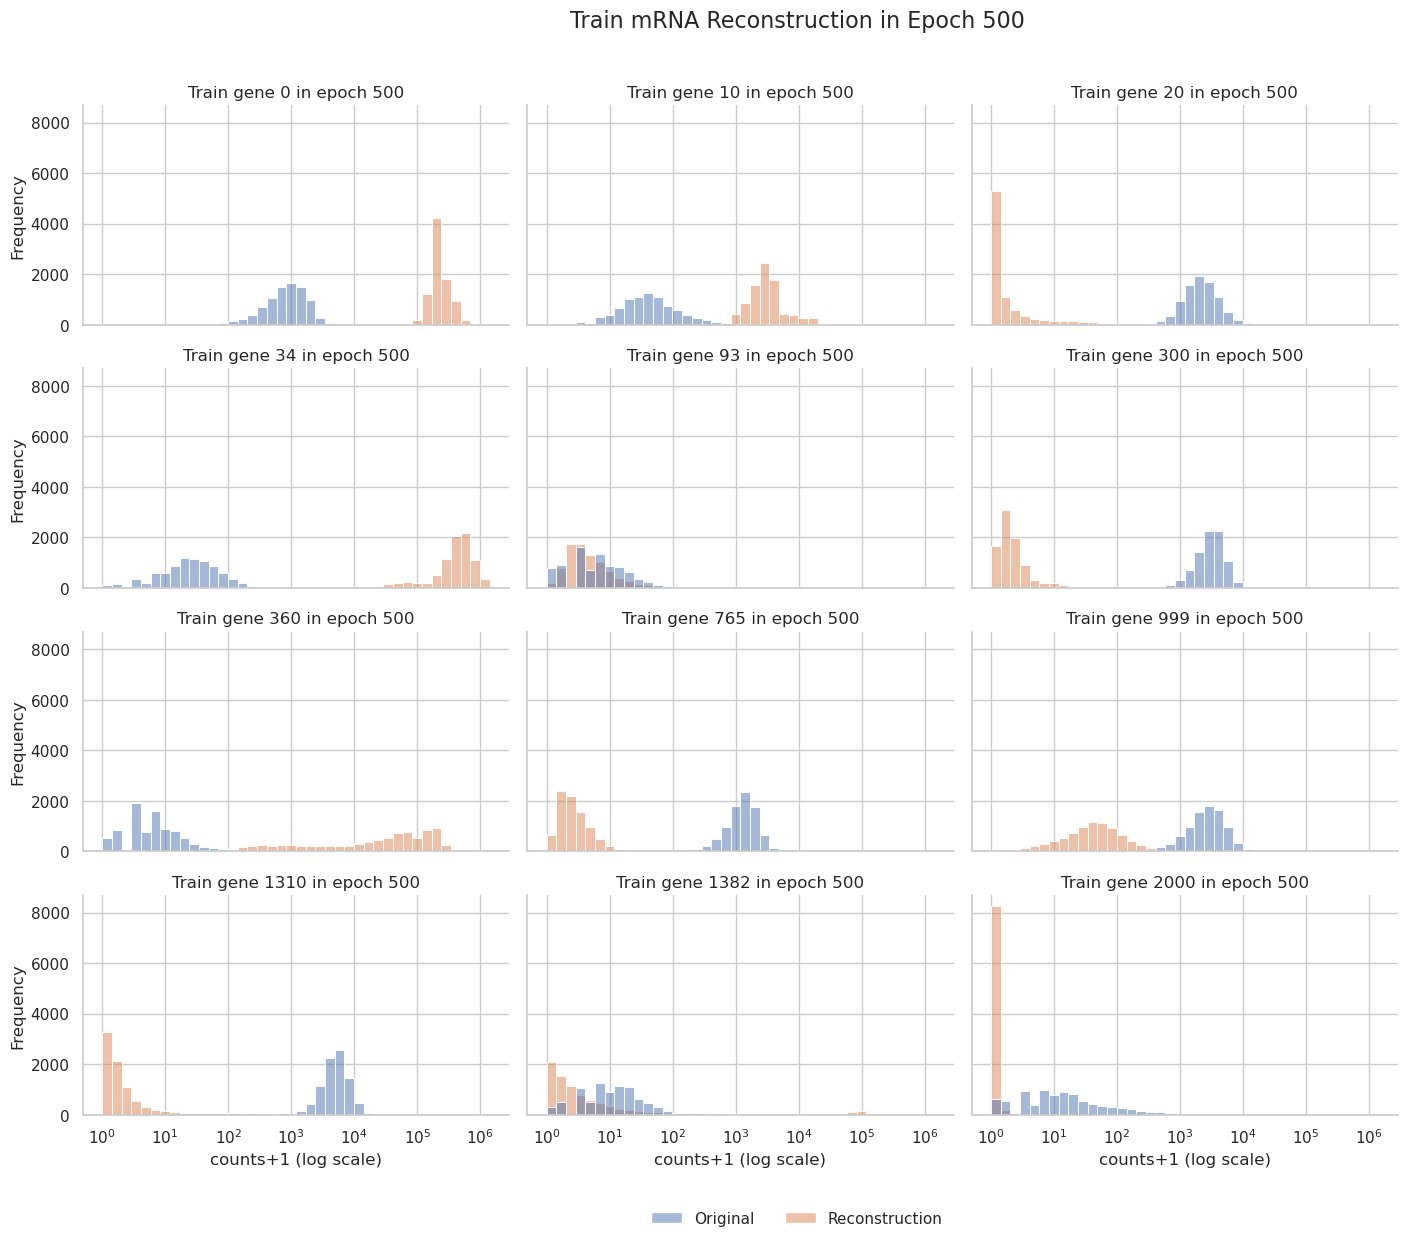 Train mRNA Reconstruction in Epoch 500
Train gene 0 in epoch 500
Train gene 10 in epoch 500
Train gene 20 in epoch 500
8000
6000
4000
2000
0
Frequency
Train gene 34 in epoch 500
Train gene 93 in epoch 500
Train gene 300 in epoch 500
8000
6000
4000
2000
0
Frequency
Train gene 360 in epoch 500
Train gene 765 in epoch 500
Train gene 999 in epoch 500
8000
6000
4000
2000
0
Frequency
Train gene 1310 in epoch 500
Train gene 1382 in epoch 500
Train gene 2000 in epoch 500
8000
6000
4000
2000
0
Frequency
10⁰ 10¹ 10² 10³ 10⁴ 10⁵ 10⁶
10⁰ 10¹ 10² 10³ 10⁴ 10⁵ 10⁶
10⁰ 10¹ 10² 10³ 10⁴ 10⁵ 10⁶
counts+1 (log scale)
counts+1 (log scale)
counts+1 (log scale)
Original
Reconstruction